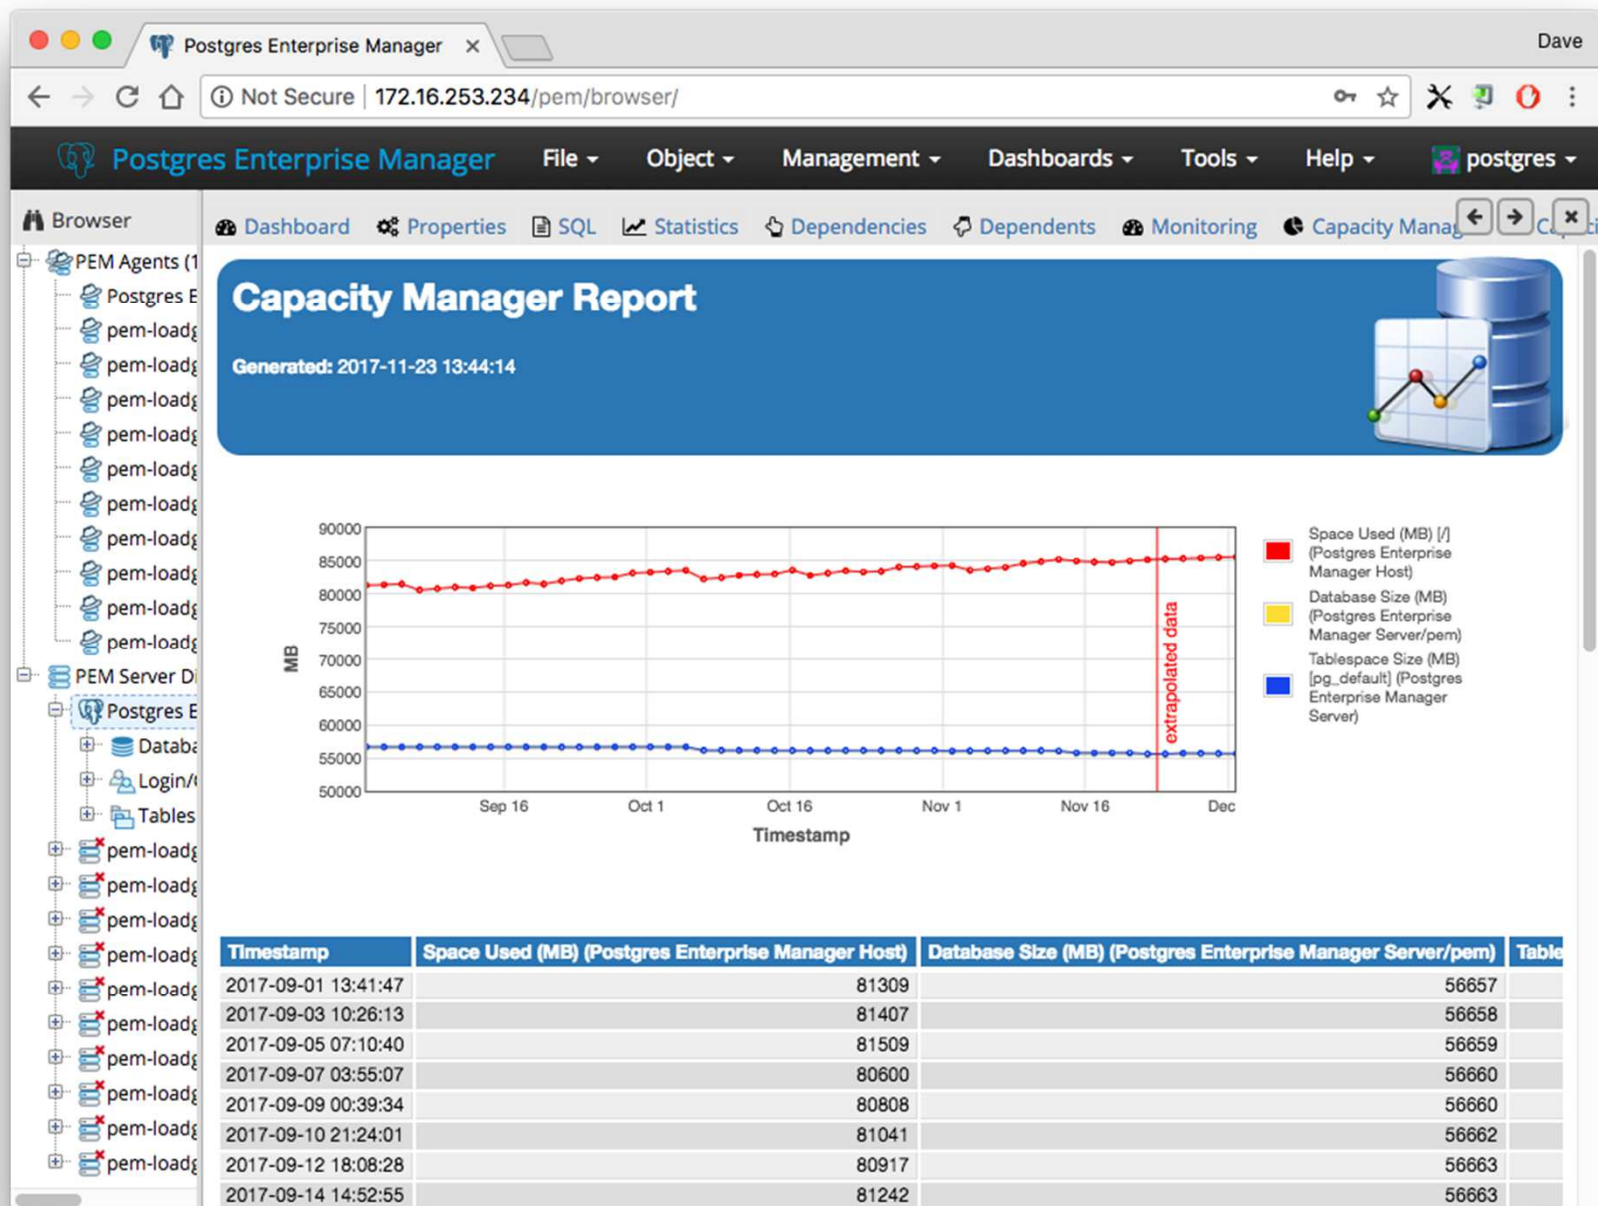 Postgres Enterprise Manager
Dave
Not Secure | 172.16.253.234/pem/browser/
Postgres Enterprise Manager File Object Management Dashboards Tools Help postgres
Browser
Dashboard Properties SQL Statistics Dependencies Dependents Monitoring Capacity Manag
PEM Agents (1
Postgres E
pem-loadg
pem-loadg
pem-loadg
pem-loadg
pem-loadg
pem-loadg
pem-loadg
pem-loadg
pem-loadg
pem-loadg
PEM Server Di
Postgres E
Databa
Login/
Tables
pem-loadg
pem-loadg
pem-loadg
pem-loadg
pem-loadg
pem-loadg
pem-loadg
pem-loadg
pem-loadg
pem-loadg
Capacity Manager Report
Generated: 2017-11-23 13:44:14
90000
85000
80000
75000
70000
65000
60000
55000
50000
MB
extrapolated data
Sep 16 Oct 1 Oct 16 Nov 1 Nov 16 Dec
Timestamp
Space Used (MB) [/]
(Postgres Enterprise
Manager Host)
Database Size (MB)
(Postgres Enterprise
Manager Server/pem)
Tablespace Size (MB)
[pg_default] (Postgres
Enterprise Manager
Server)
Timestamp Space Used (MB) (Postgres Enterprise Manager Host) Database Size (MB) (Postgres Enterprise Manager Server/pem) Table
2017-09-01 13:41:47 81309 56657
2017-09-03 10:26:13 81407 56658
2017-09-05 07:10:40 81509 56659
2017-09-07 03:55:07 80600 56660
2017-09-09 00:39:34 80808 56660
2017-09-10 21:24:01 81041 56662
2017-09-12 18:08:28 80917 56663
2017-09-14 14:52:55 81242 56663